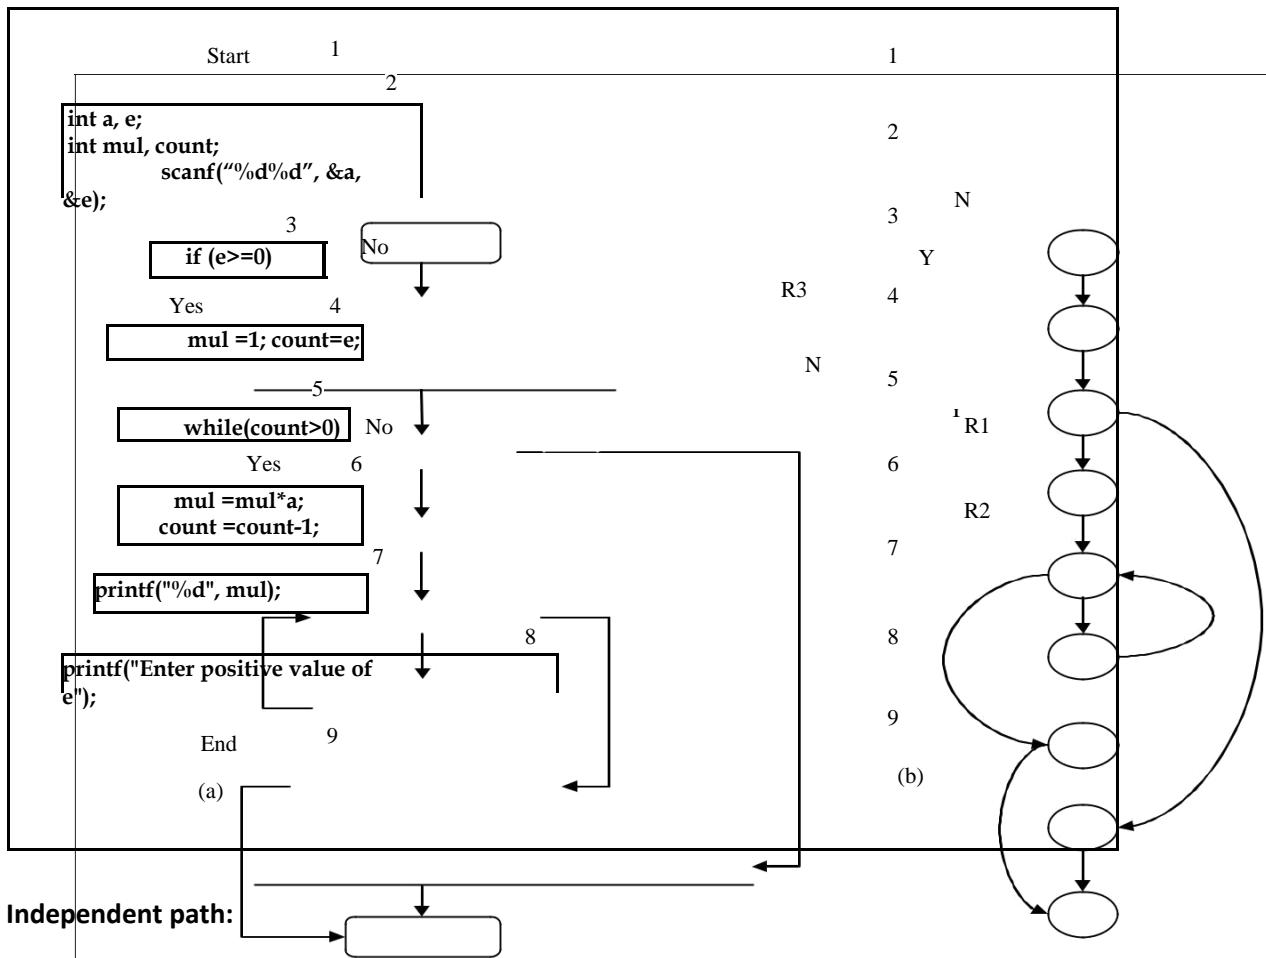 Start 1 1
2
int a, e;
int mul, count; 2
scanf(“%d%d”, &a,
&e);
3 3 N
if (e>=0) No Y
Yes 4 R3 4
mul =1; count=e;
N
5 5
while(count>0) No R1
Yes 6 6
mul =mul*a;
count =count-1; R2
7 7
printf("%d", mul);
8 8
printf("Enter positive value of
e");
9 9
End
(a) (b)
Independent path: